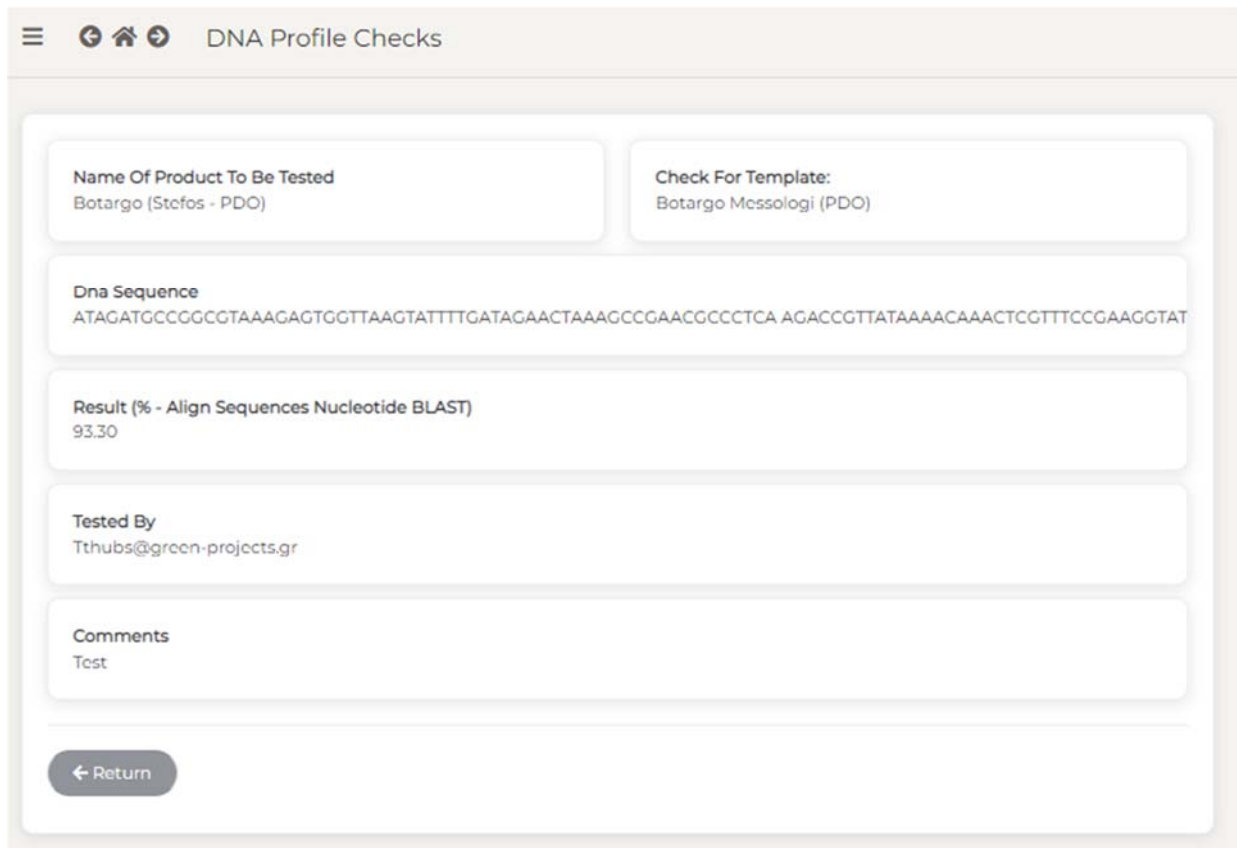 DNA Profile Checks
Name Of Product To Be Tested
Botargo (Stefos - PDO)
Check For Template:
Botargo Messologi (PDO)
Dna Sequence
ATAGATGCCGGCGTAAAGAGTGGTTAAGTATTTTGATAGAACTAAAGCCGAACGCCCTCA AGACCGTTATAAAACAAACTCGTTTCCGAAGGTAT
Result (% - Align Sequences Nucleotide BLAST)
93.30
Tested By
Tthubs@green-projects.gr
Comments
Test
Return